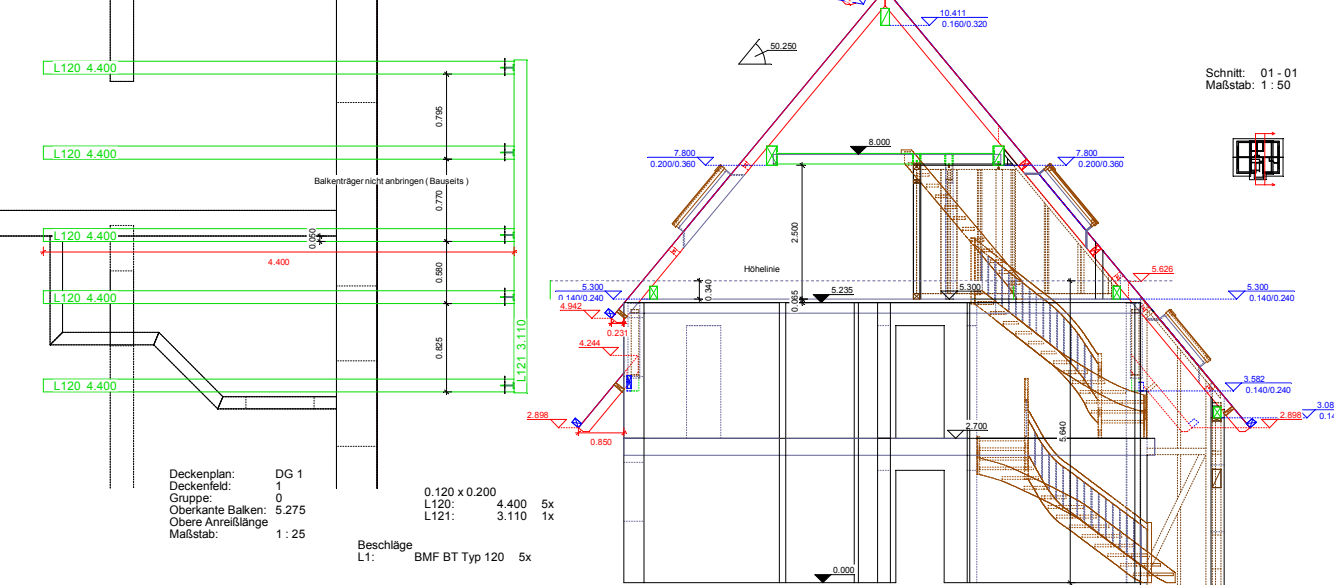 L120 4.400
0.795
L120 4.400
Balkenträger nicht anbringen ( Bauseits )
0.770
L120 4.400
0.050
4.400
0.580
L120 4.400
0.825
L121 3.110
L120 4.400
Deckenplan: DG 1
Deckenfeld: 1
Gruppe: 0
Oberkante Balken: 5.275
Obere Anreißlänge
Maßstab: 1 : 25
0.120 x 0.200
L120: 4.400 5x
L121: 3.110 1x
Beschläge
L1: BMF BT Typ 120 5x
10.411
0.160/0.320
50.250
Schnitt: 01 - 01
Maßstab: 1 : 50
8.000
7.800
0.200/0.360
7.800
0.200/0.360
2.500
Höhelinie
5.626
5.300
0.140/0.240
0.340
0.065
5.235
5.300
5.300
0.140/0.240
4.942
0.231
4.244
3.582
0.140/0.240
2.898
0.850
2.700
5.640
2.898
3.08
0.14
0.000